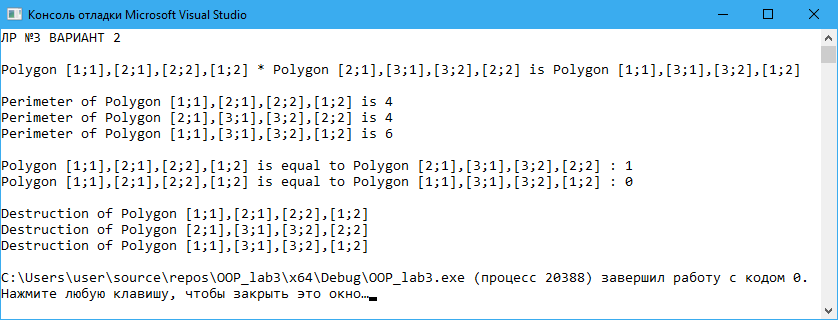 Консоль отладки Microsoft Visual Studio
ЛР №3 ВАРИАНТ 2
Polygon [1;1],[2;1],[2;2],[1;2] * Polygon [2;1],[3;1],[3;2],[2;2] is Polygon [1;1],[3;1],[3;2],[1;2]
Perimeter of Polygon [1;1],[2;1],[2;2],[1;2] is 4
Perimeter of Polygon [2;1],[3;1],[3;2],[2;2] is 4
Perimeter of Polygon [1;1],[3;1],[3;2],[1;2] is 6
Polygon [1;1],[2;1],[2;2],[1;2] is equal to Polygon [2;1],[3;1],[3;2],[2;2] : 1
Polygon [1;1],[2;1],[2;2],[1;2] is equal to Polygon [1;1],[3;1],[3;2],[1;2] : 0
Destruction of Polygon [1;1],[2;1],[2;2],[1;2]
Destruction of Polygon [2;1],[3;1],[3;2],[2;2]
Destruction of Polygon [1;1],[3;1],[3;2],[1;2]
C:\Users\user\source\repos\OOP_lab3\x64\Debug\OOP_lab3.exe (процесс 20388) завершил работу с кодом 0.
Нажмите любую клавишу, чтобы закрыть это окно…